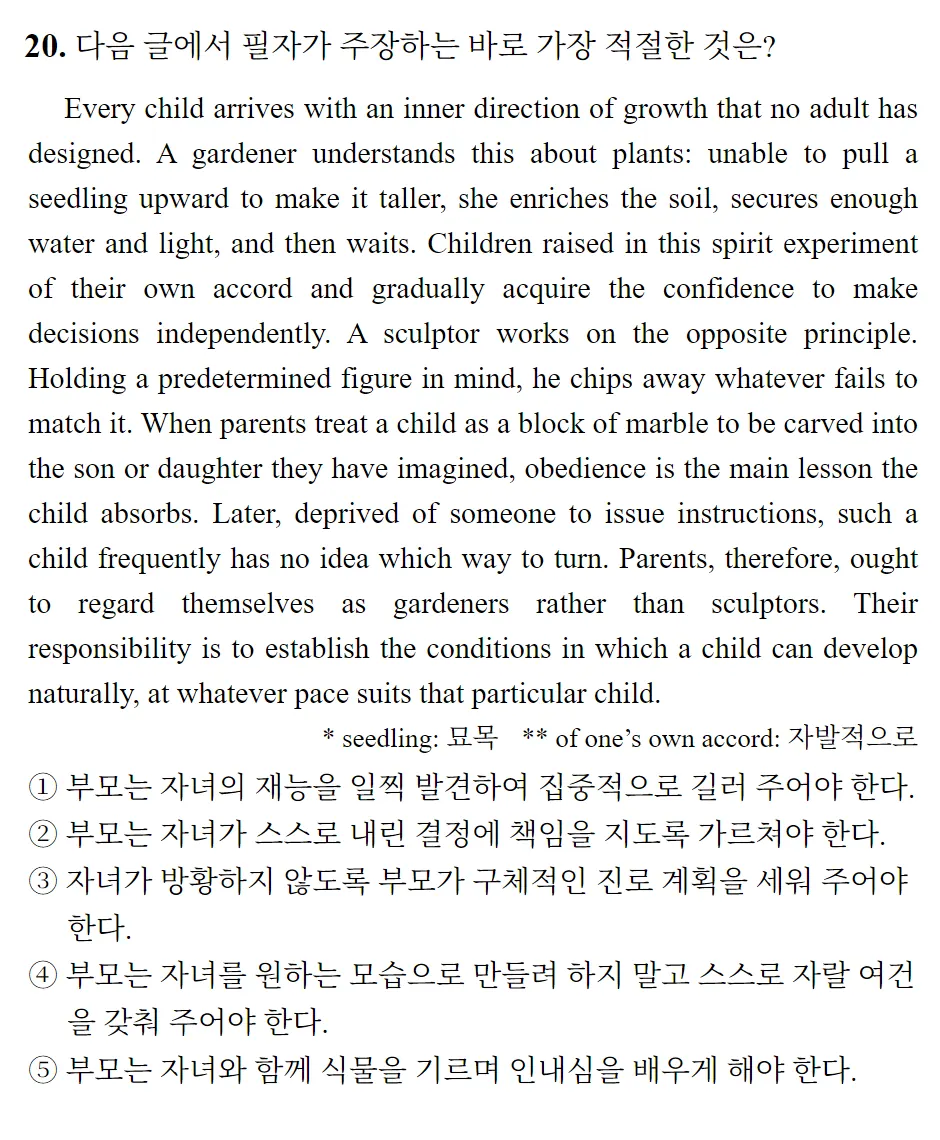 20. 다음 글에서 필자가 주장하는 바로 가장 적절한 것은?
Every child arrives with an inner direction of growth that no adult has
designed. A gardener understands this about plants: unable to pull a
seedling upward to make it taller, she enriches the soil, secures enough
water and light, and then waits. Children raised in this spirit experiment
of their own accord and gradually acquire the confidence to make
decisions independently. A sculptor works on the opposite principle.
Holding a predetermined figure in mind, he chips away whatever fails to
match it. When parents treat a child as a block of marble to be carved into
the son or daughter they have imagined, obedience is the main lesson the
child absorbs. Later, deprived of someone to issue instructions, such a
child frequently has no idea which way to turn. Parents, therefore, ought
to regard themselves as gardeners rather than sculptors. Their
responsibility is to establish the conditions in which a child can develop
naturally, at whatever pace suits that particular child.
* seedling: 묘목 ** of one’s own accord: 자발적으로
① 부모는 자녀의 재능을 일찍 발견하여 집중적으로 길러 주어야 한다.
② 부모는 자녀가 스스로 내린 결정에 책임을 지도록 가르쳐야 한다.
③ 자녀가 방황하지 않도록 부모가 구체적인 진로 계획을 세워 주어야
한다.
④ 부모는 자녀를 원하는 모습으로 만들려 하지 말고 스스로 자랄 여건
을 갖춰 주어야 한다.
⑤ 부모는 자녀와 함께 식물을 기르며 인내심을 배우게 해야 한다.